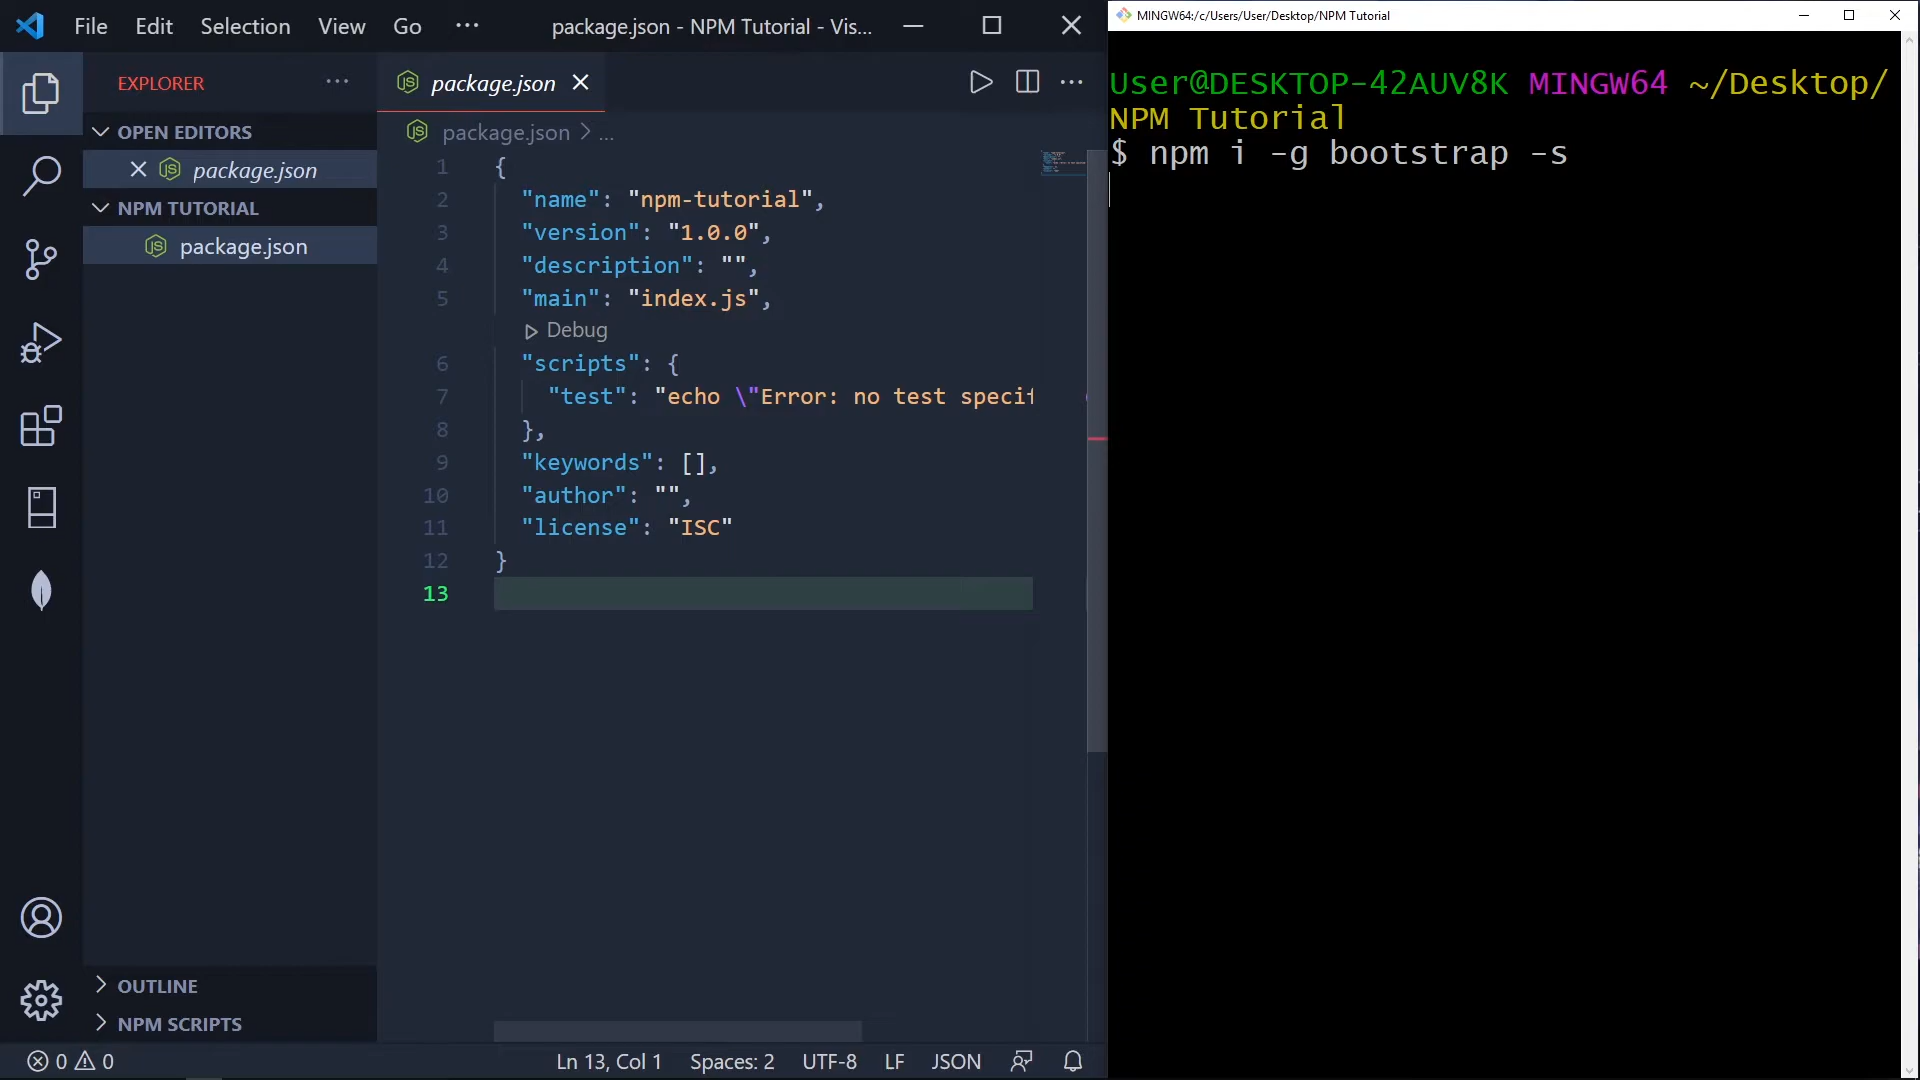 File Edit Selection View Go ··· package.json - NPM Tutorial - Vis...
EXPLORER ···
OPEN EDITORS
package.json
NPM TUTORIAL
package.json
OUTLINE
NPM SCRIPTS
package.json
package.json > ...
1 {
2 "name": "npm-tutorial",
3 "version": "1.0.0",
4 "description": "",
5 "main": "index.js",
Debug
6 "scripts": {
7 "test": "echo \"Error: no test specif
8 },
9 "keywords": [],
10 "author": "",
11 "license": "ISC"
12 }
13
0 0 Ln 13, Col 1 Spaces: 2 UTF-8 LF JSON
MINGW64:/c/Users/User/Desktop/NPM Tutorial
User@DESKTOP-42AUV8K MINGW64 ~/Desktop/
NPM Tutorial
$ npm i -g bootstrap -s